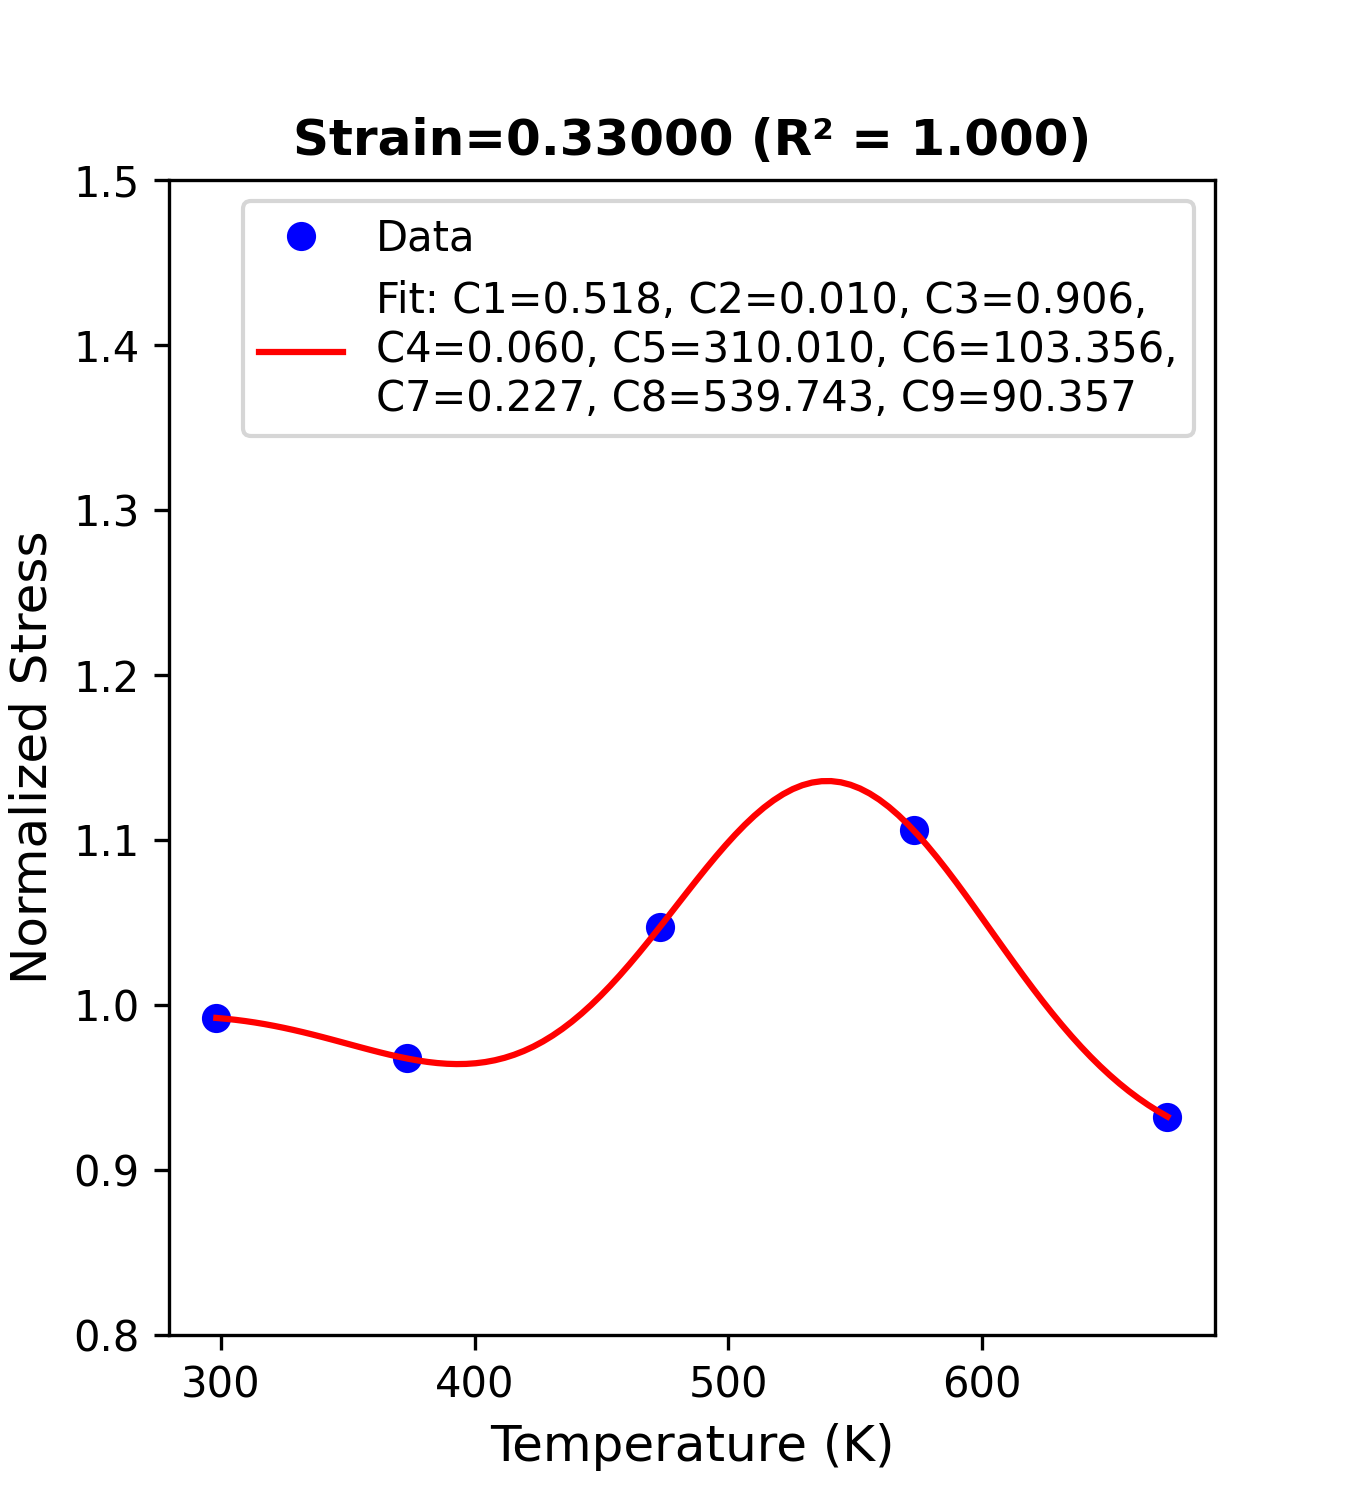 Strain=0.33000 (R² = 1.000)
1.5
1.4
1.3
1.2
1.1
1.0
0.9
0.8
Normalized Stress
Data
Fit: C1=0.518, C2=0.010, C3=0.906,
C4=0.060, C5=310.010, C6=103.356,
C7=0.227, C8=539.743, C9=90.357
300 400 500 600
Temperature (K)